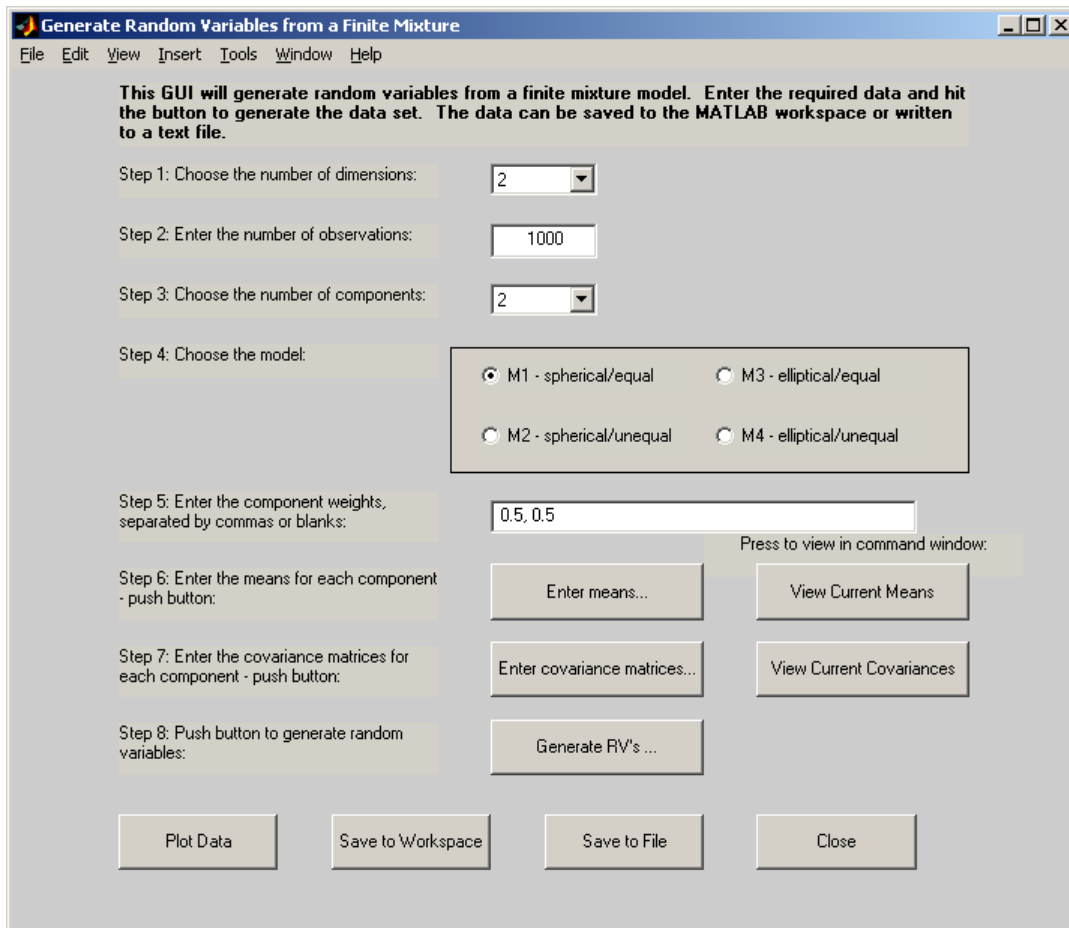 Generate Random Variables from a Finite Mixture
File Edit View Insert Tools Window Help
This GUI will generate random variables from a finite mixture model. Enter the required data and hit
the button to generate the data set. The data can be saved to the MATLAB workspace or written
to a text file.
Step 1: Choose the number of dimensions:
2
Step 2: Enter the number of observations:
1000
Step 3: Choose the number of components:
2
Step 4: Choose the model:
M1 - spherical/equal
M3 - elliptical/equal
M2 - spherical/unequal
M4 - elliptical/unequal
Step 5: Enter the component weights,
separated by commas or blanks:
0.5, 0.5
Press to view in command window:
Step 6: Enter the means for each component
- push button:
Enter means...
View Current Means
Step 7: Enter the covariance matrices for
each component - push button:
Enter covariance matrices...
View Current Covariances
Step 8: Push button to generate random
variables:
Generate RV's ...
Plot Data
Save to Workspace
Save to File
Close